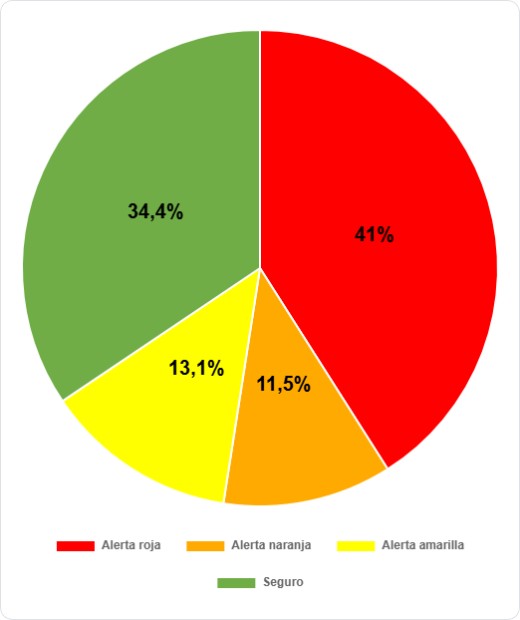 34,4%
41%
13,1%
11,5%
Alerta roja
Alerta naranja
Alerta amarilla
Seguro